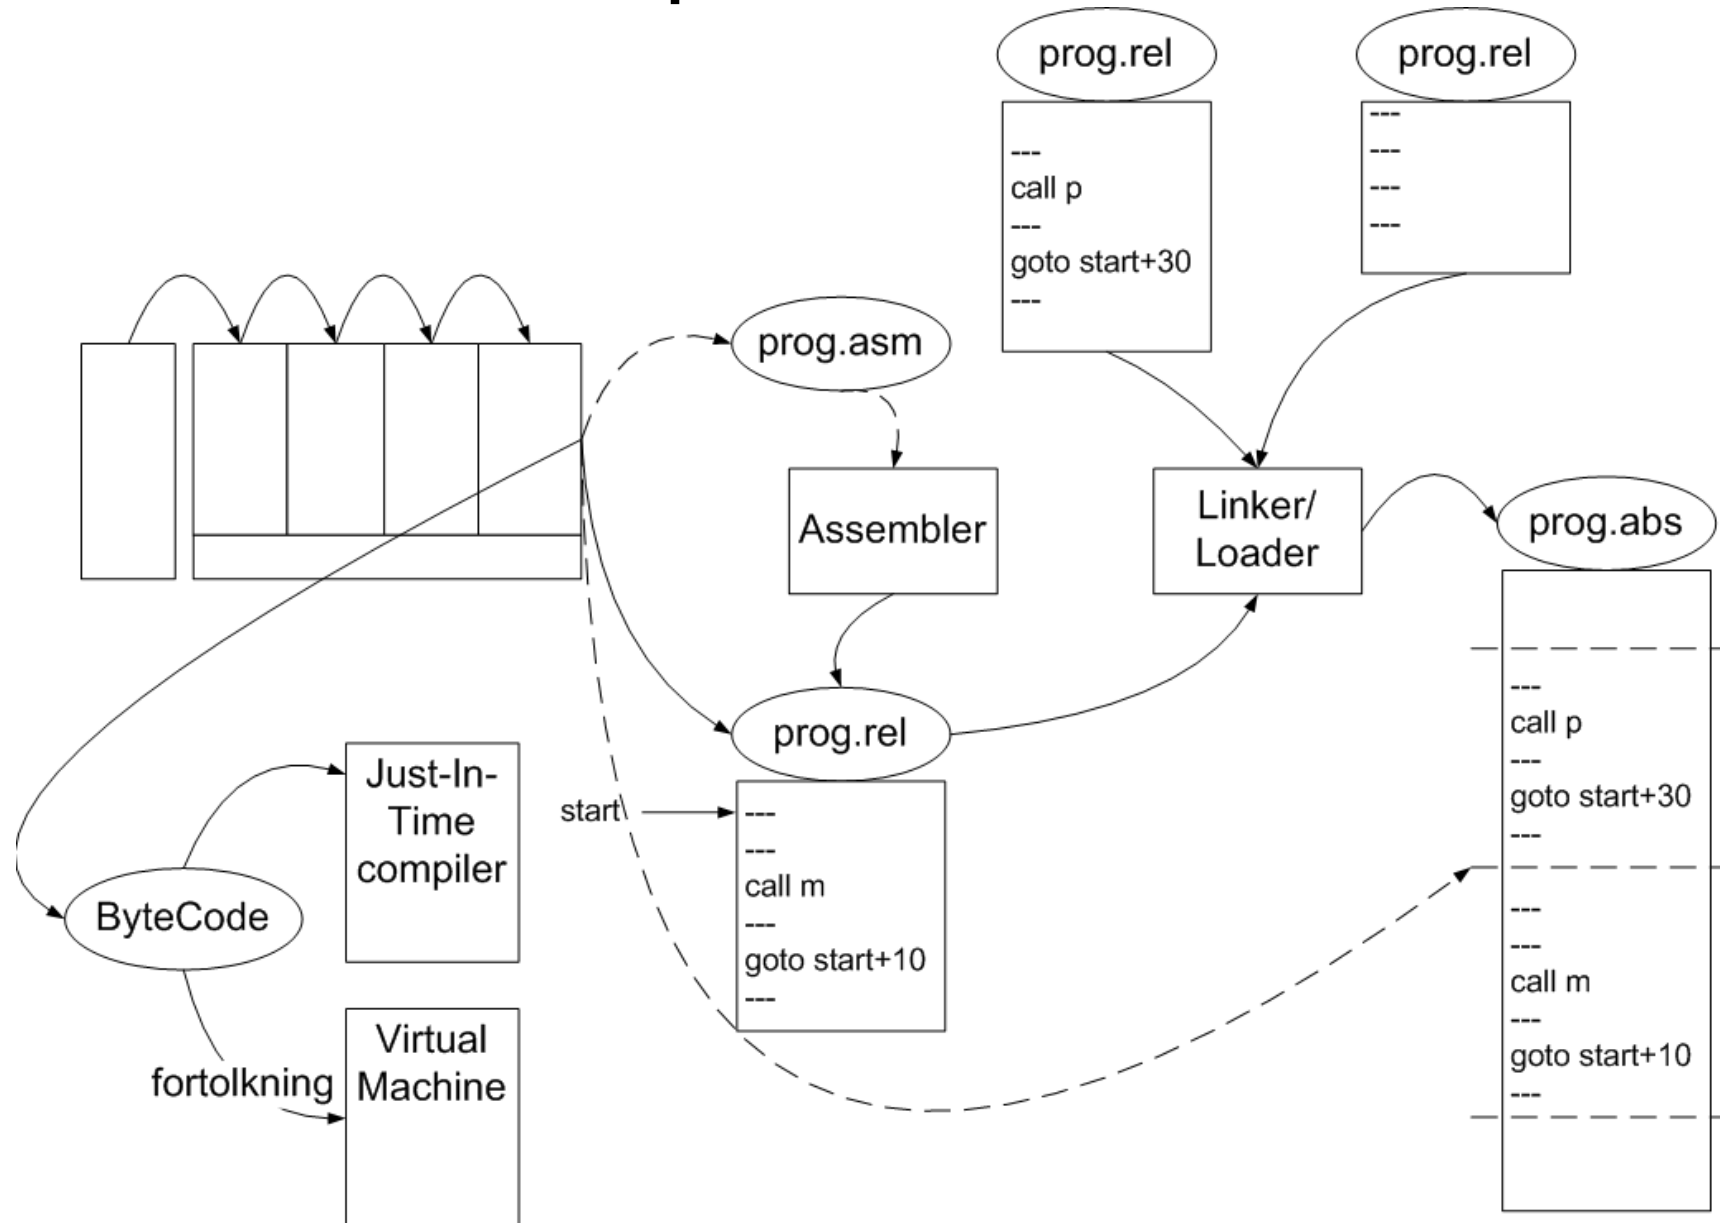 prog.rel
---
call p
---
goto start+30
---
prog.rel
---
---
---
---
prog.asm
Assembler
Linker/
Loader
prog.abs
---
call p
---
goto start+30
---
---
---
call m
---
goto start+10
---
prog.rel
start
---
---
call m
---
goto start+10
---
Just-In-
Time
compiler
ByteCode
fortolkning
Virtual
Machine